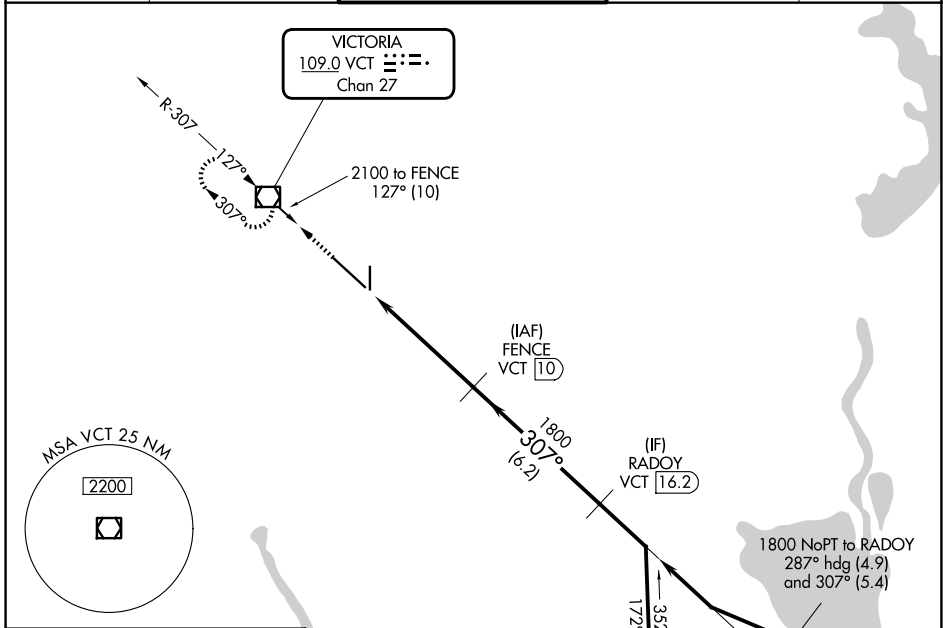 VICTORIA
109.0 VCT
Chan 27
R-307
127°
307°
2100 to FENCE
127° (10)
(IAF)
FENCE
VCT 10
1800
307°
(6.2)
(IF)
RADOY
VCT 16.2
MSA VCT 25 NM
2200
1800 NoPT to RADOY
287° hdg (4.9)
and 307° (5.4)
172°